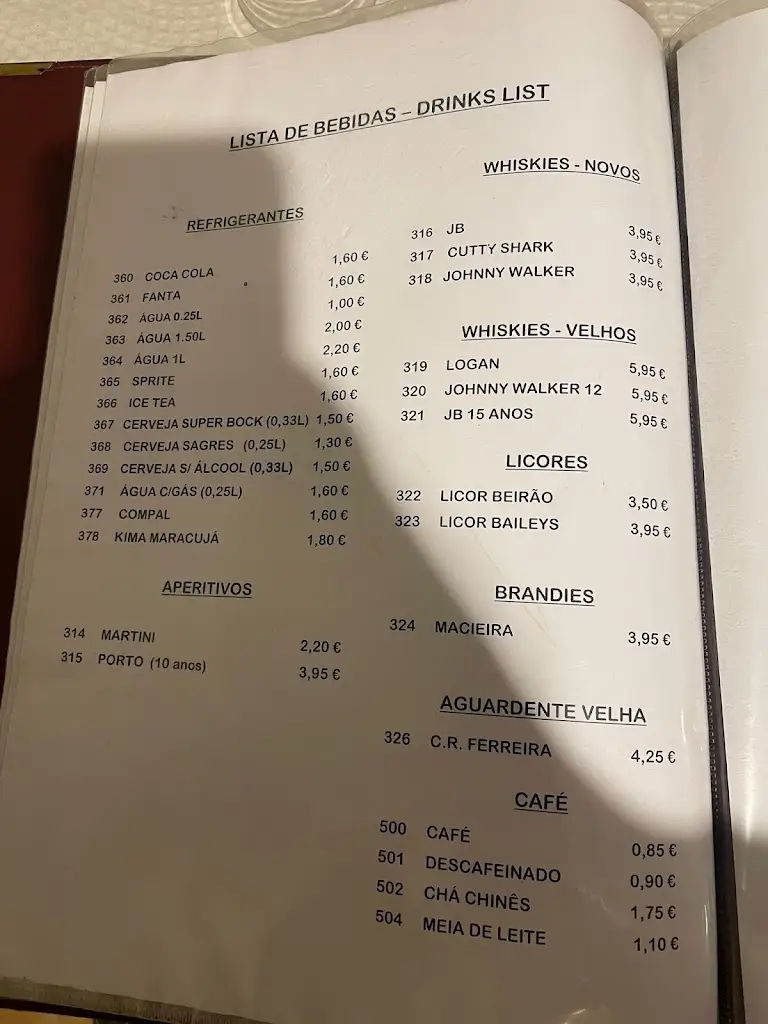 LISTA DE BEBIDAS – DRINKS LIST
REFRIGERANTES
360 COCA COLA 1,60 €
361 FANTA 1,60 €
362 ÁGUA 0.25L 1,00 €
363 ÁGUA 1.50L 2,00 €
364 ÁGUA 1L 2,20 €
365 SPRITE 1,60 €
366 ICE TEA 1,60 €
367 CERVEJA SUPER BOCK (0,33L) 1,50 €
368 CERVEJA SAGRES (0,25L) 1,30 €
369 CERVEJA S/ ÁLCOOL (0,33L) 1,50 €
371 ÁGUA C/GÁS (0,25L) 1,60 €
377 COMPAL 1,60 €
378 KIMA MARACUJÁ 1,80 €
APERITIVOS
314 MARTINI 2,20 €
315 PORTO (10 anos) 3,95 €
WHISKIES - NOVOS
316 JB 3,95 €
317 CUTTY SHARK 3,95 €
318 JOHNNY WALKER 3,95 €
WHISKIES - VELHOS
319 LOGAN 5,95 €
320 JOHNNY WALKER 12 5,95 €
321 JB 15 ANOS 5,95 €
LICORES
322 LICOR BEIRÃO 3,50 €
323 LICOR BAILEYS 3,95 €
BRANDIES
324 MACIEIRA 3,95 €
AGUARDENTE VELHA
326 C.R. FERREIRA 4,25 €
CAFÉ
500 CAFÉ 0,85 €
501 DESCAFEINADO 0,90 €
502 CHÁ CHINÊS 1,75 €
504 MEIA DE LEITE 1,10 €